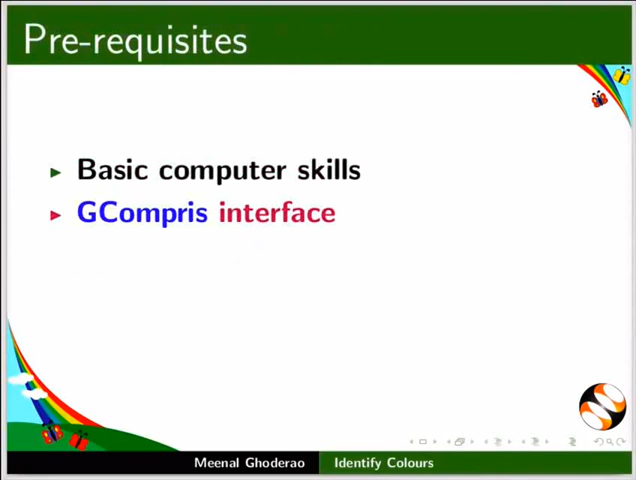 Pre-requisites
Basic computer skills
GCompris interface
Meenal Ghoderao Identify Colours